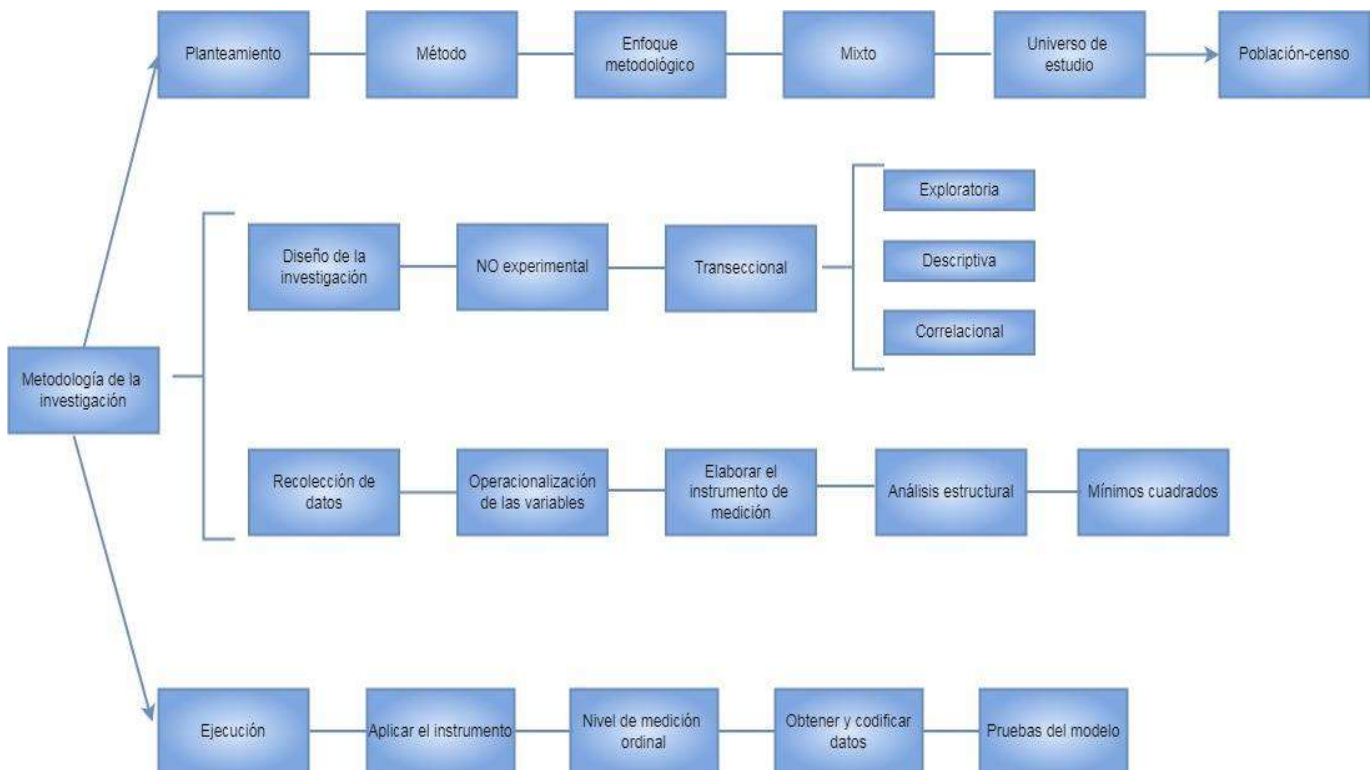 Planteamiento
Método
Enfoque
metodológico
Mixto
Universo de
estudio
Población-censo
Exploratoria
Diseño de la
investigación
NO experimental
Transeccional
Descriptiva
Correlacional
Metodología de la
investigación
Recolección de
datos
Operacionalización
de las variables
Elaborar el
instrumento de
medición
Análisis estructural
Mínimos cuadrados
Ejecución
Aplicar el instrumento
Nivel de medición
ordinal
Obtener y codificar
datos
Pruebas del modelo